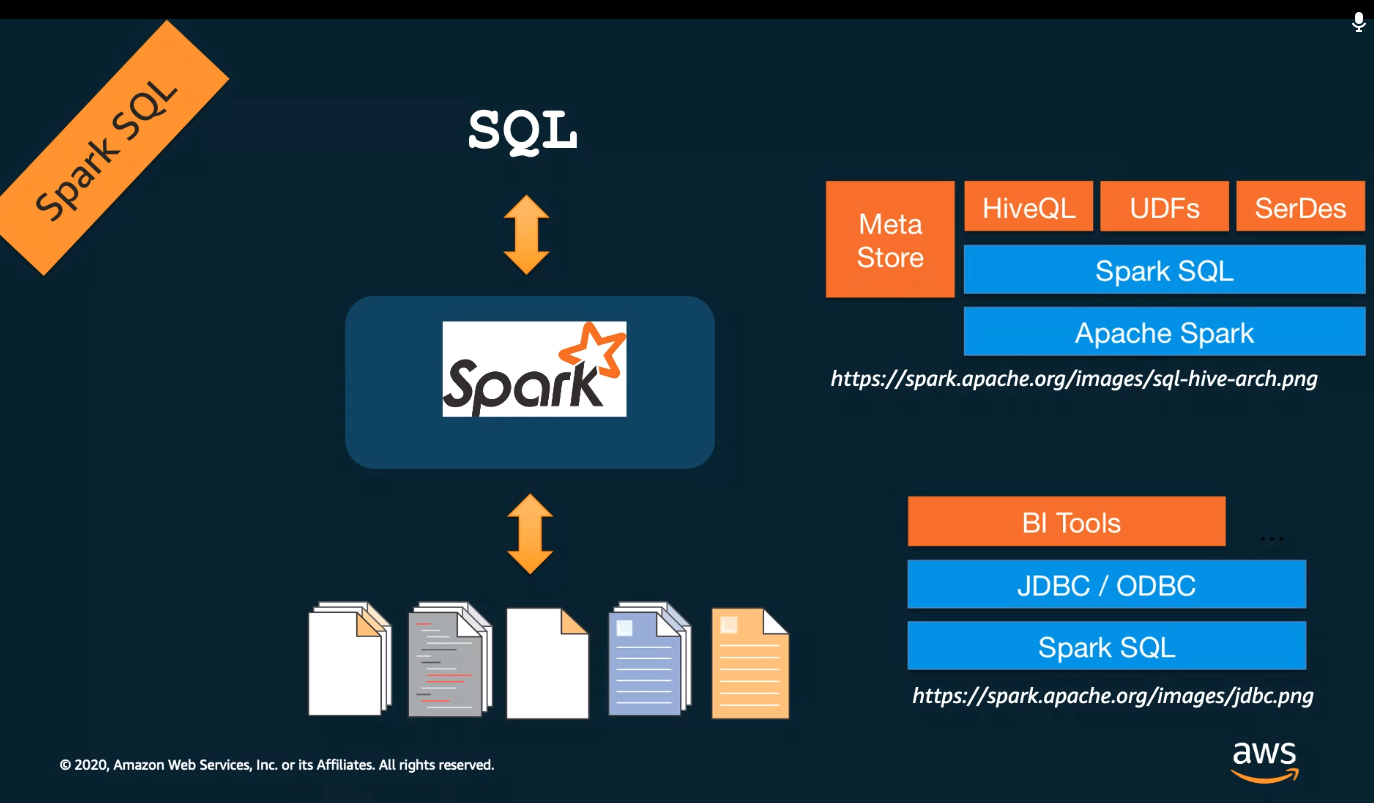 Spark SQL
SQL
Spark
Meta
Store
HiveQL
UDFs
SerDes
Spark SQL
Apache Spark
https://spark.apache.org/images/sql-hive-arch.png
BI Tools
...
JDBC / ODBC
Spark SQL
https://spark.apache.org/images/jdbc.png
© 2020, Amazon Web Services, Inc. or its Affiliates. All rights reserved.
aws